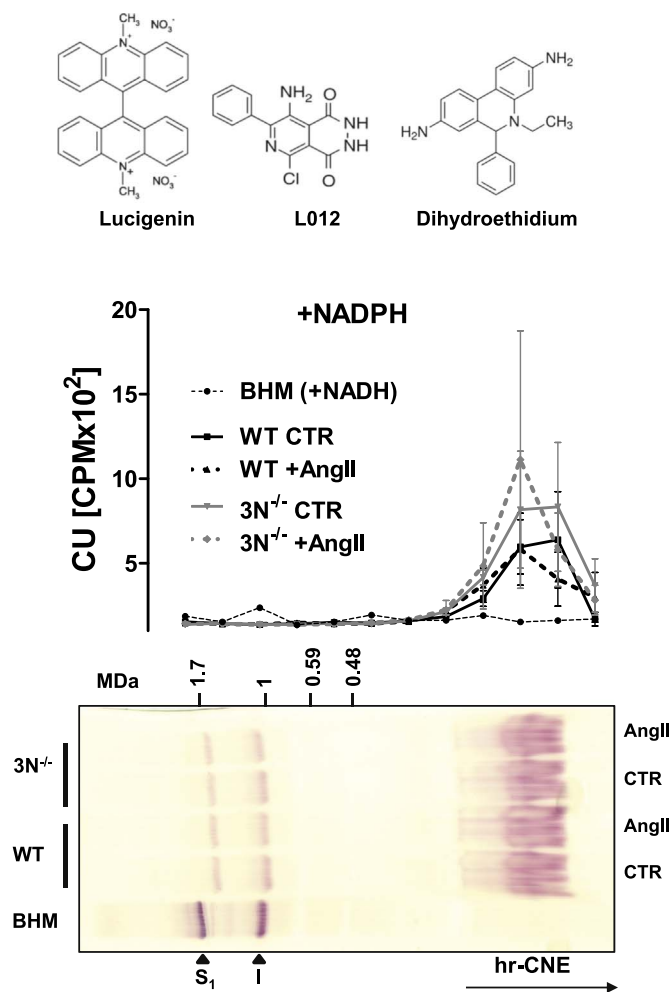 CH₃ NO₃⁻
N⁺
N⁺
CH₃ NO₃⁻
NH₂ O
NH
NH
N
Cl O
NH₂
H₂N
N CH₃
Lucigenin L012 Dihydroethidium
+NADPH
CU [CPMx10²]
20
15
10
5
BHM (+NADH)
WT CTR
WT +AngII
3N⁻/⁻ CTR
3N⁻/⁻ +AngII
MDa 1.7 1 0.59 0.48
AngII
3N⁻/⁻
CTR
AngII
WT
CTR
BHM
S₁ I hr-CNE